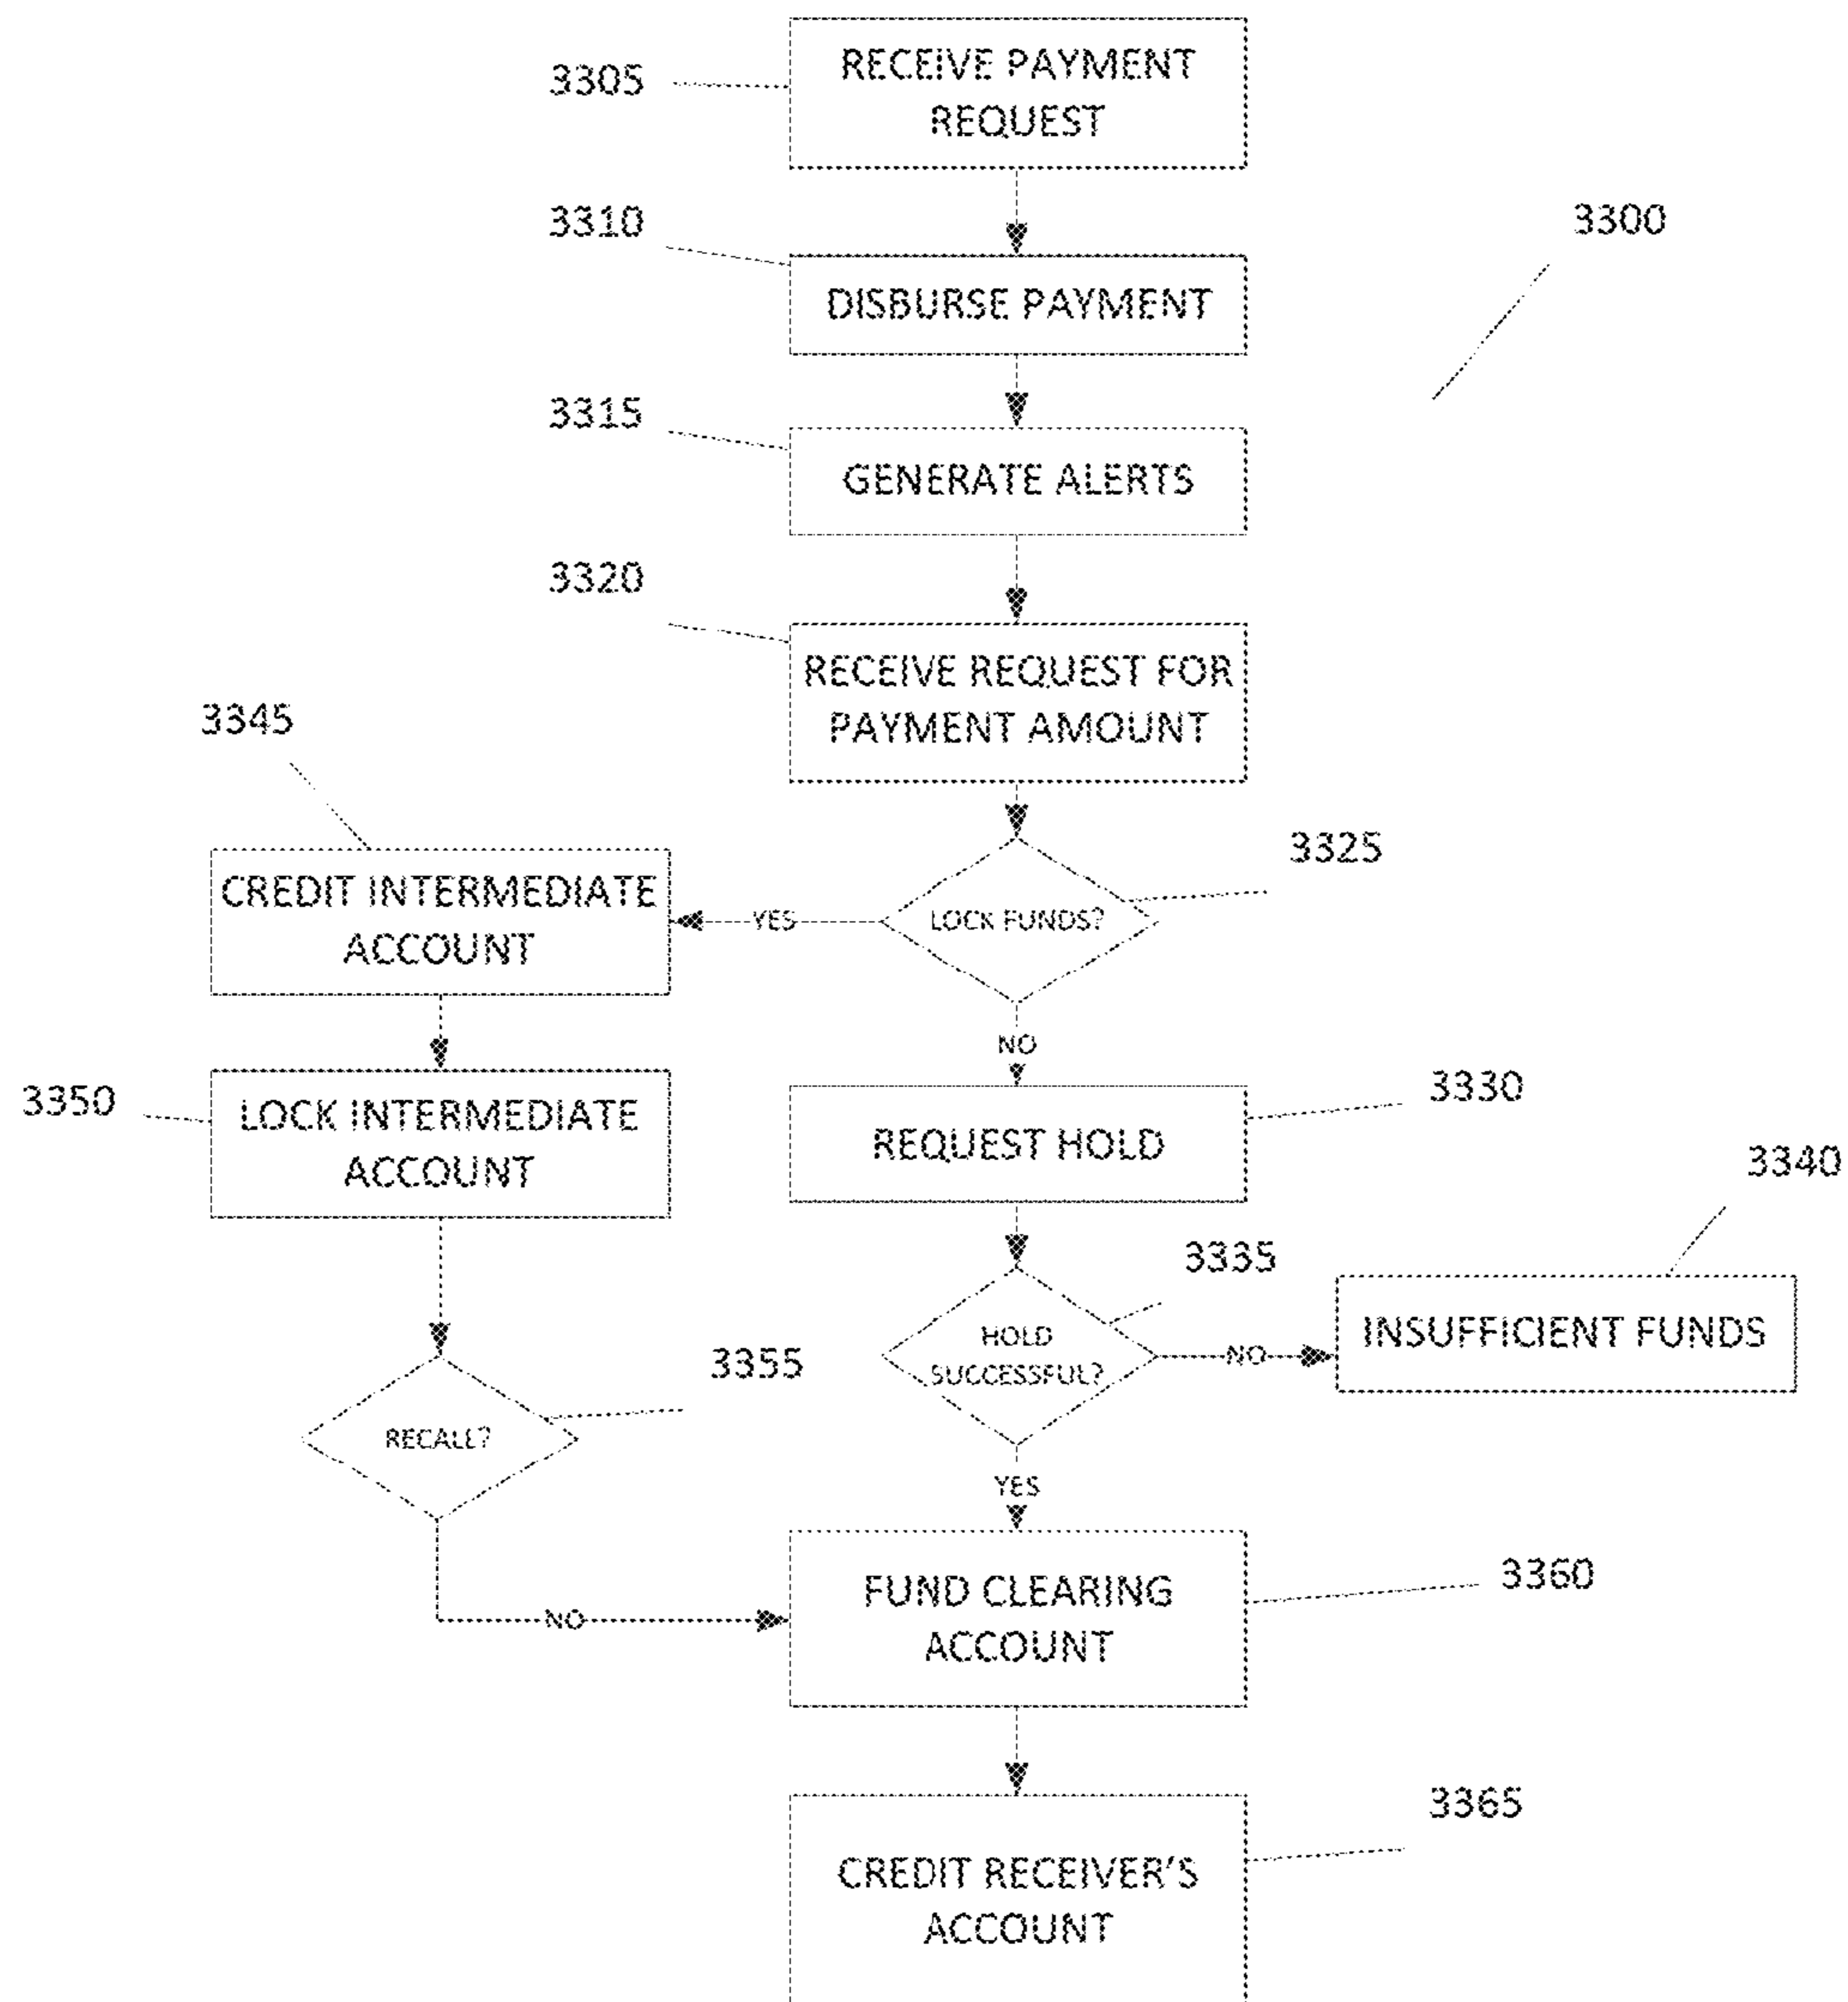 3305
RECEIVE PAYMENT
REQUEST
3310
3300
DISBURSE PAYMENT
3315
GENERATE ALERTS
3320
RECEIVE REQUEST FOR
PAYMENT AMOUNT
3345
3325
CREDIT INTERMEDIATE
ACCOUNT
YES
LOCK FUNDS?
NO
3350
LOCK INTERMEDIATE
ACCOUNT
3330
REQUEST HOLD
3340
3335
HOLD
SUCCESSFUL?
NO
INSUFFICIENT FUNDS
3355
RECALL?
YES
NO
FUND CLEARING
ACCOUNT
3360
3365
CREDIT RECEIVER'S
ACCOUNT